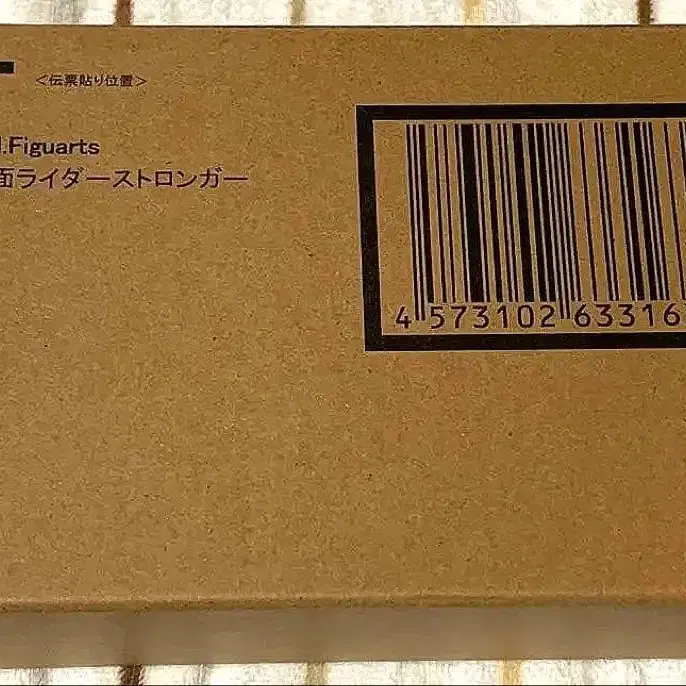 <伝票貼り位置>
.Figuarts
面ライダーストロンガー
4 573102 63316